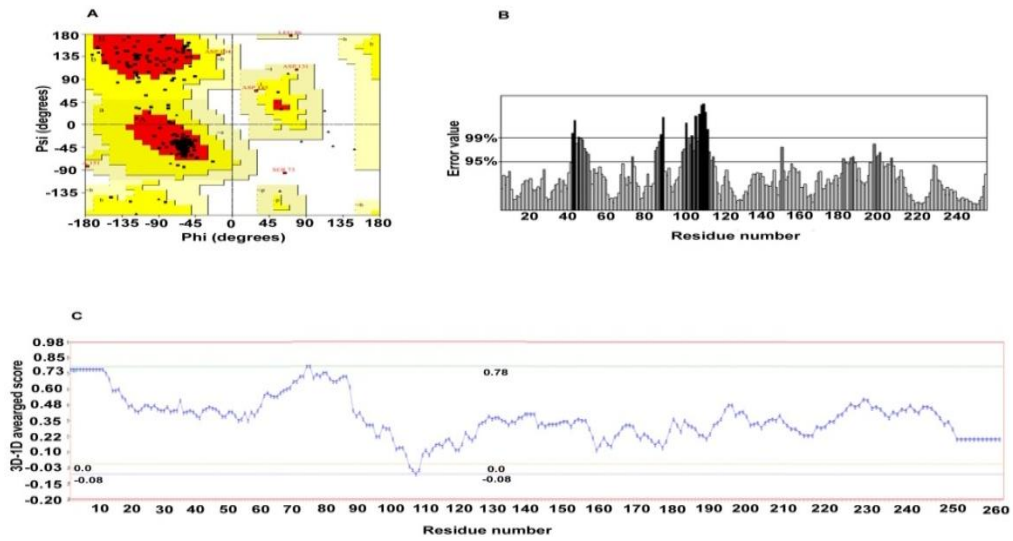 A
180
135
90
45
0
-45
-90
-135
-180 -135 -90 -45 0 45 90 135 180
Psi (degrees)
Phi (degrees)
B
99%
95%
Error value
20 40 60 80 100 120 140 160 180 200 220 240
Residue number
C
0.98
0.85
0.73
0.60
0.48
0.35
0.22
0.10
-0.03
-0.15
-0.20
3D-1D avearged score
0.78
0.0
-0.08
0.0
-0.08
10 20 30 40 50 60 70 80 90 100 110 120 130 140 150 160 170 180 190 200 210 220 230 240 250 260
Residue number